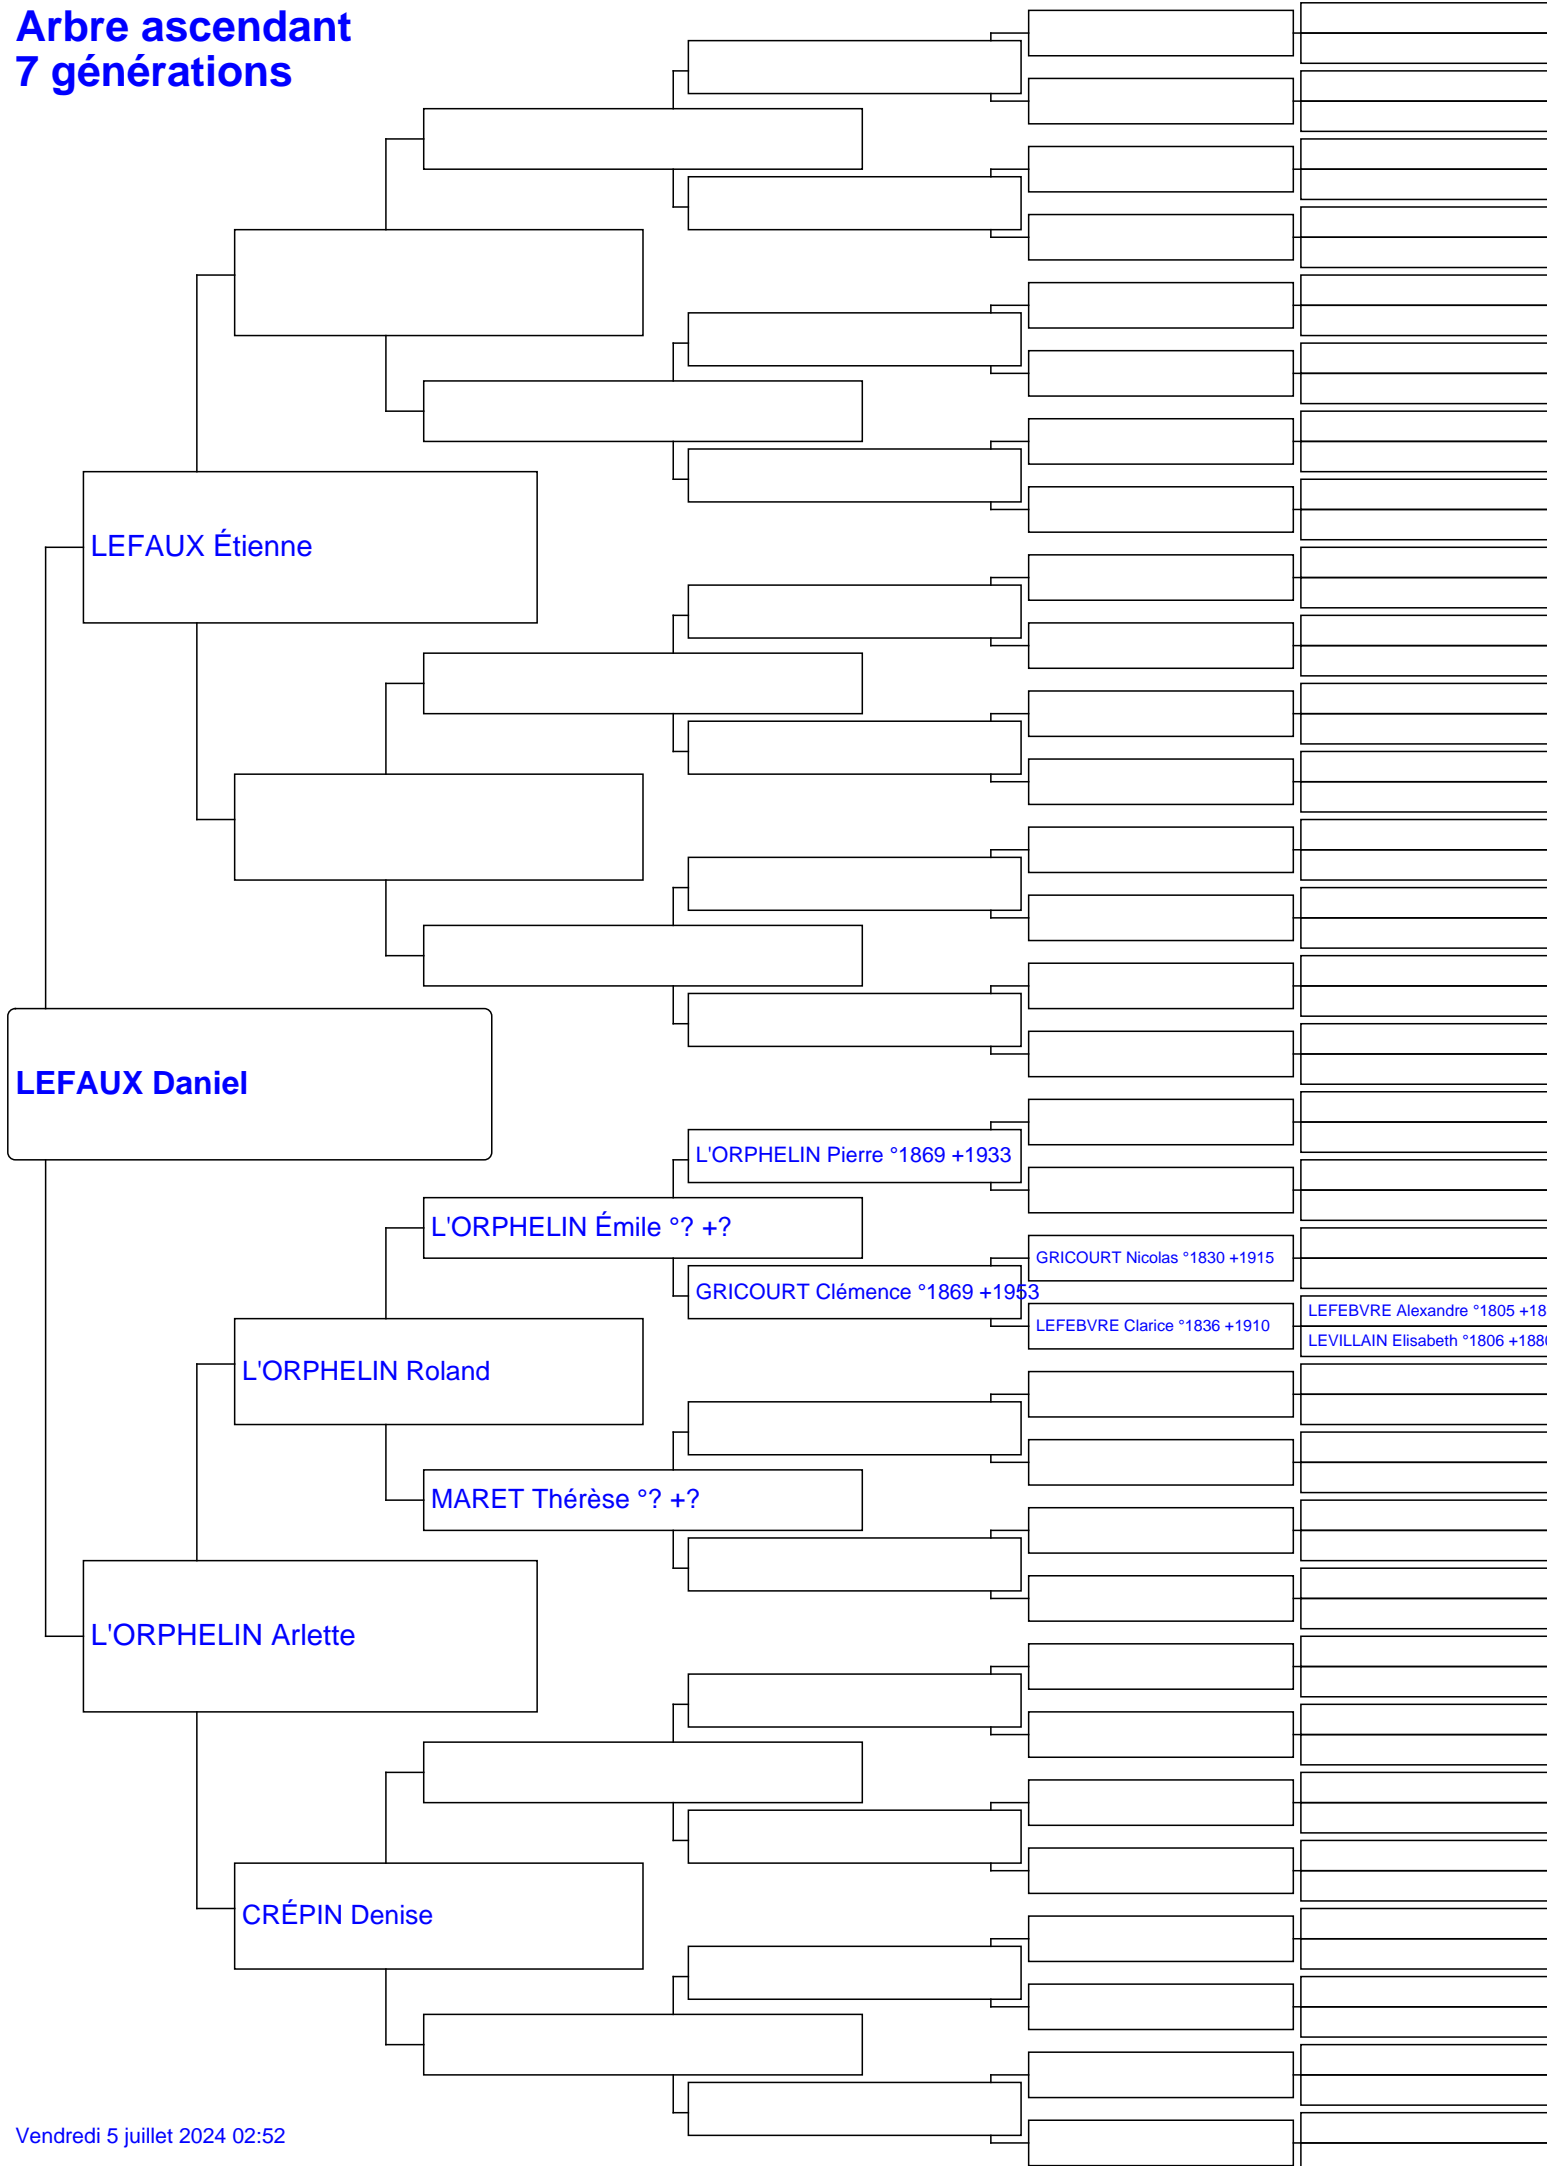 Arbre ascendant
7 générations
LEFAUX Étienne
LEFAUX Daniel
L'ORPHELIN Pierre °1869 +1933
L'ORPHELIN Émile °? +?
GRICOURT Nicolas °1830 +1915
GRICOURT Clémence °1869 +1953
LEFEBVRE Alexandre °1805 +18
LEFEBVRE Clarice °1836 +1910
LEVILLAIN Elisabeth °1806 +188
L'ORPHELIN Roland
MARET Thérèse °? +?
L'ORPHELIN Arlette
CRÉPIN Denise
Vendredi 5 juillet 2024 02:52